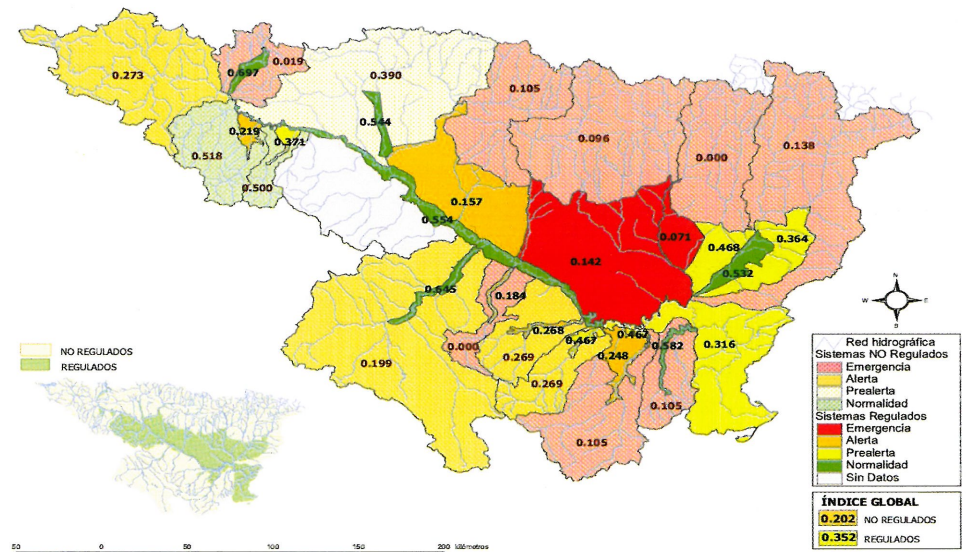 0.273
0.697
0.019
0.390
0.105
0.096
0.000
0.138
0.219
0.371
0.544
0.518
0.500
0.157
0.554
0.071
0.468
0.364
0.532
0.142
0.645
0.184
0.000
0.268
0.467
0.467
0.582
0.316
0.199
0.269
0.248
0.269
0.105
0.105
N
W
E
S
NO REGULADOS
REGULADOS
Red hidrográfica
Sistemas NO Regulados
Emergencia
Alerta
Prealerta
Normalidad
Sistemas Regulados
Emergencia
Alerta
Prealerta
Normalidad
Sin Datos
ÍNDICE GLOBAL
0.202 NO REGULADOS
0.352 REGULADOS
50 0 50 100 150 200 kilómetros